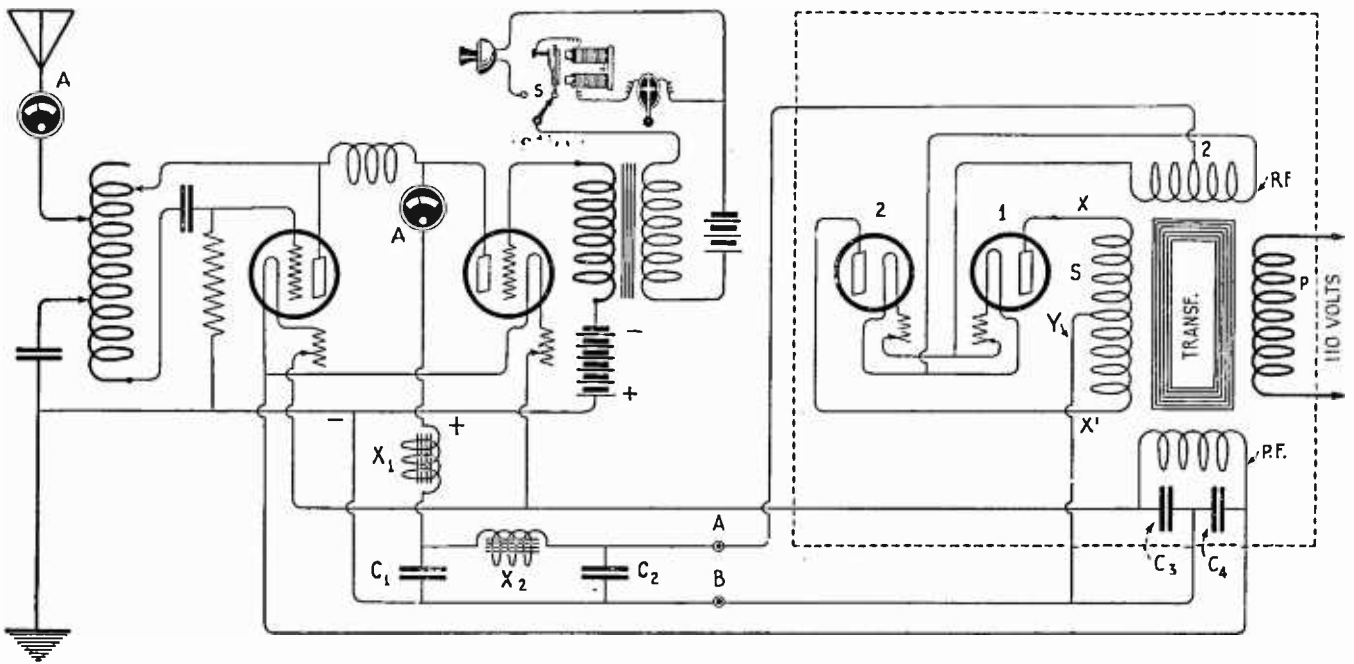 A
S
2
RF
A
2
1
X
S
P
Y
TRANSF.
110 VOLTS
-
+
-
+
X'
X1
P.F.
A
C1
X2
C2
B
C3
C4